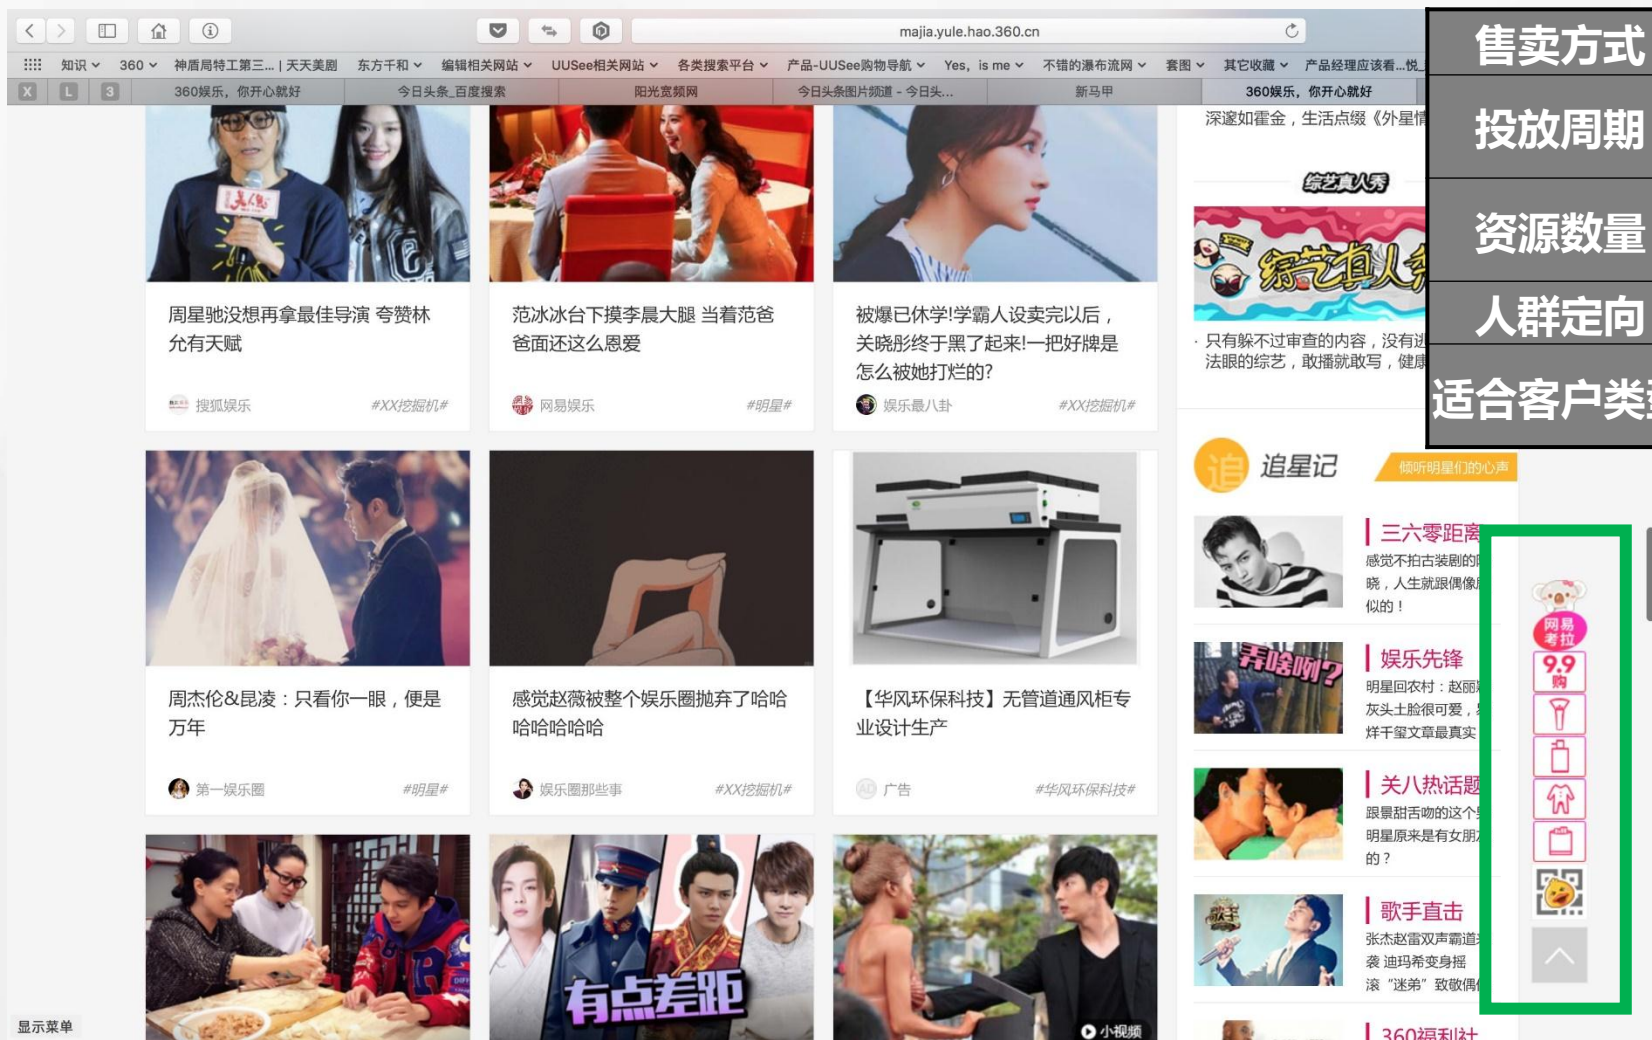 majia.yule.hao.360.cn
知识
360
神盾局特工第三... | 天天美剧
东方千和
编辑相关网站
UUSee相关网站
各类搜索平台
产品-UUSee购物导航
Yes, is me
不错的瀑布流网
套图
其它收藏
产品经理应该看...悦_
X
L
3
360娱乐，你开心就好
今日头条_百度搜索
阳光宽频网
今日头条图片频道 - 今日头...
新马甲
360娱乐，你开心就好
售卖方式
投放周期
资源数量
人群定向
适合客户类型
周星驰没想再拿最佳导演 夸赞林
允有天赋
搜狐娱乐
#XX挖掘机#
范冰冰台下摸李晨大腿 当着范爸
爸面还这么恩爱
网易娱乐
#明星#
被爆已休学!学霸人设卖完以后，
关晓彤终于黑了起来!一把好牌是
怎么被她打烂的?
娱乐最八卦
#XX挖掘机#
周杰伦&昆凌：只看你一眼，便是
万年
第一娱乐圈
#明星#
感觉赵薇被整个娱乐圈抛弃了哈哈
哈哈哈哈哈
娱乐圈那些事
#XX挖掘机#
【华风环保科技】无管道通风柜专
业设计生产
AD
广告
#华风环保科技#
有点差距
小视频
深邃如霍金，生活点缀《外星情
综艺真人秀
综艺真人秀
· 只有躲不过审查的内容，没有逃
法眼的综艺，敢播就敢写，健康
追
追星记
倾听明星们的心声
三六零距离
感觉不拍古装剧的陈
晓，人生就跟偶像剧
似的！
弄啥咧?
娱乐先锋
明星回农村：赵丽颖
灰头土脸很可爱，易
烊千玺文章最真实
关八热话题
跟景甜舌吻的这个男
明星原来是有女朋友
的？
歌手
歌手直击
张杰赵雷双声霸道来
袭 迪玛希变身摇
滚“迷弟”致敬偶像
360福利社
网易
考拉
9.9
购
显示菜单